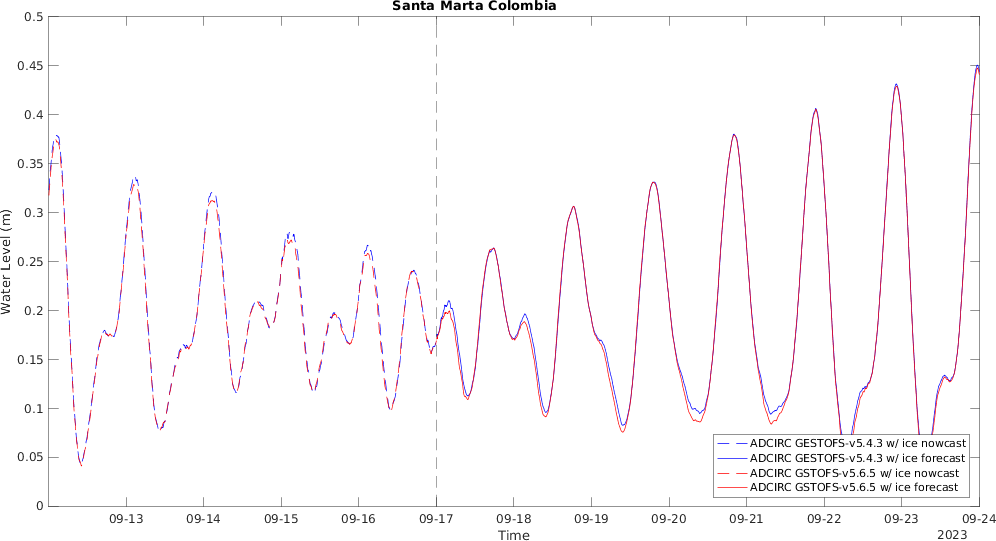 Santa Marta Colombia
Water Level (m)
0.5
0.45
0.4
0.35
0.3
0.25
0.2
0.15
0.1
0.05
0
ADCIRC GESTOFS-v5.4.3 w/ ice nowcast
ADCIRC GESTOFS-v5.4.3 w/ ice forecast
ADCIRC GSTOFS-v5.6.5 w/ ice nowcast
ADCIRC GSTOFS-v5.6.5 w/ ice forecast
09-13 09-14 09-15 09-16 09-17 09-18 09-19 09-20 09-21 09-22 09-23 09-24
Time
2023